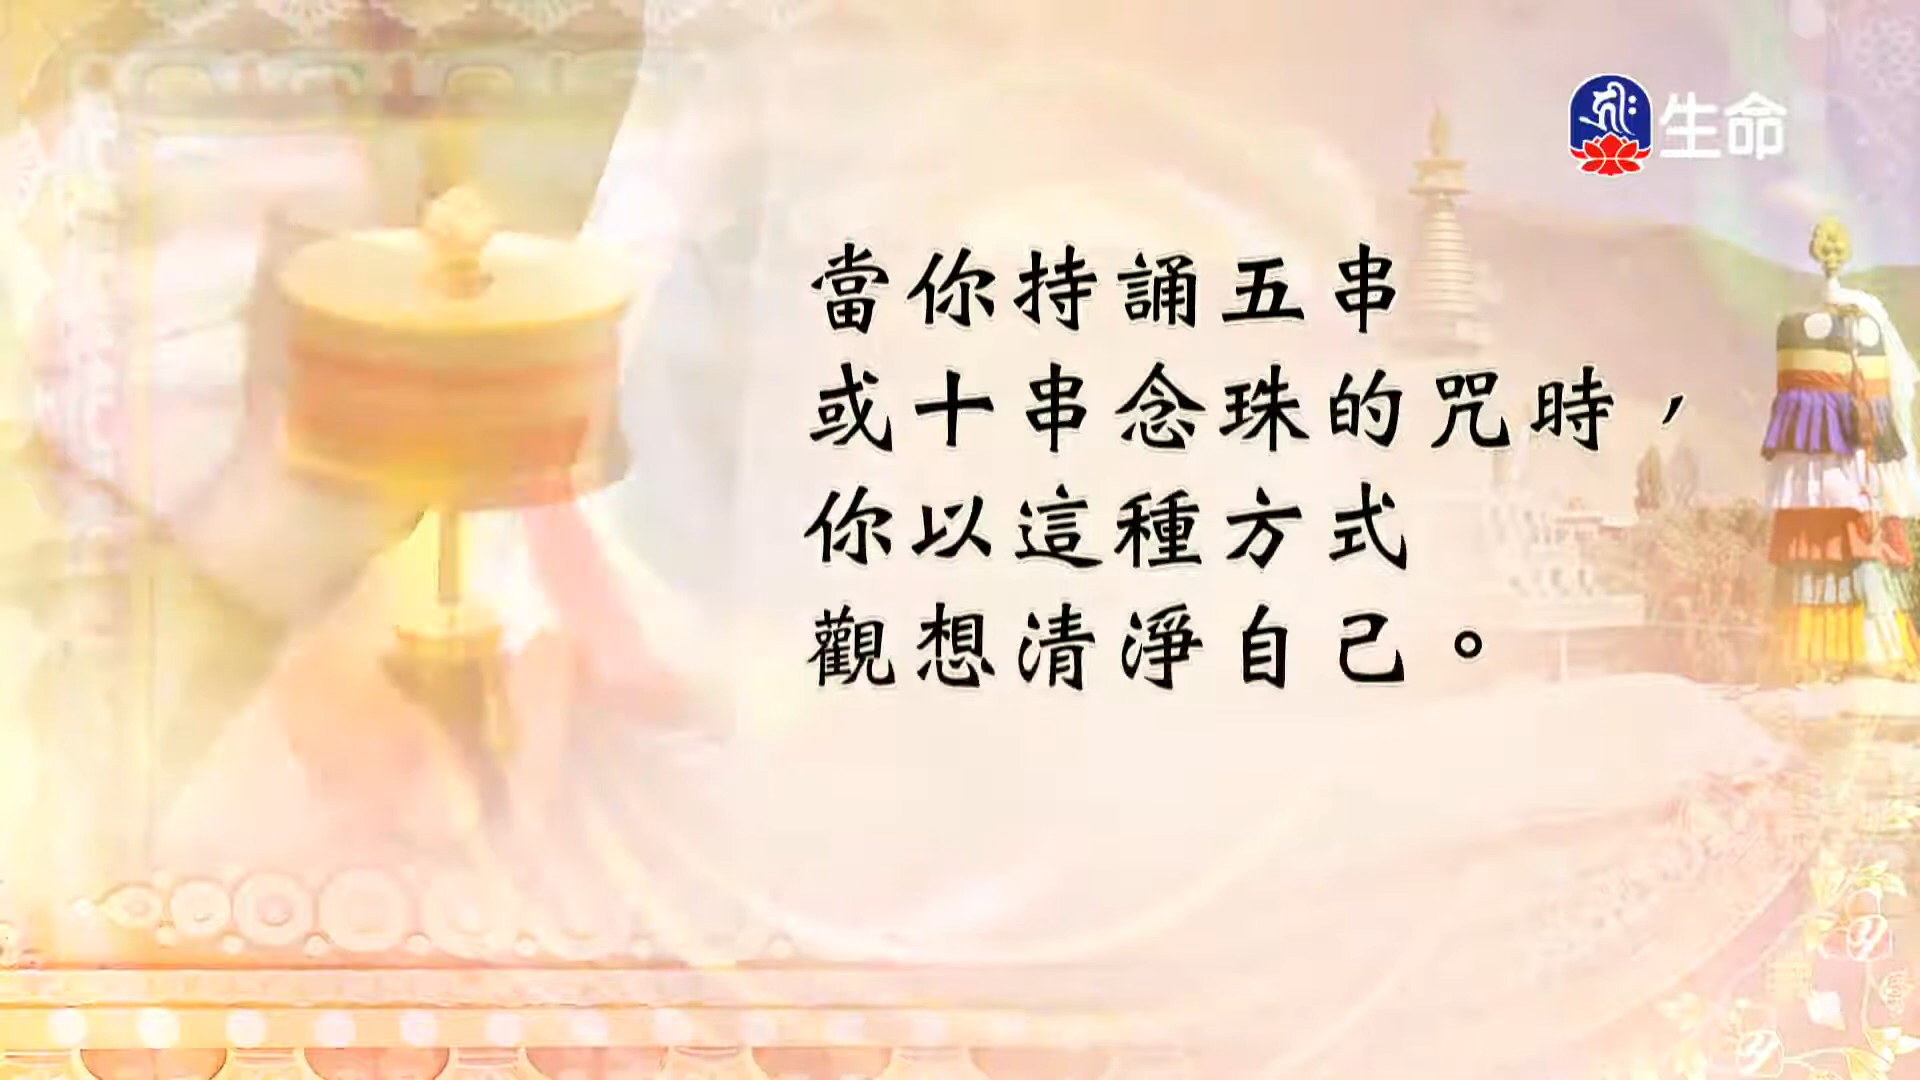 生命
當你持誦五串
或十串念珠的咒時，
你以這種方式
觀想清淨自己。